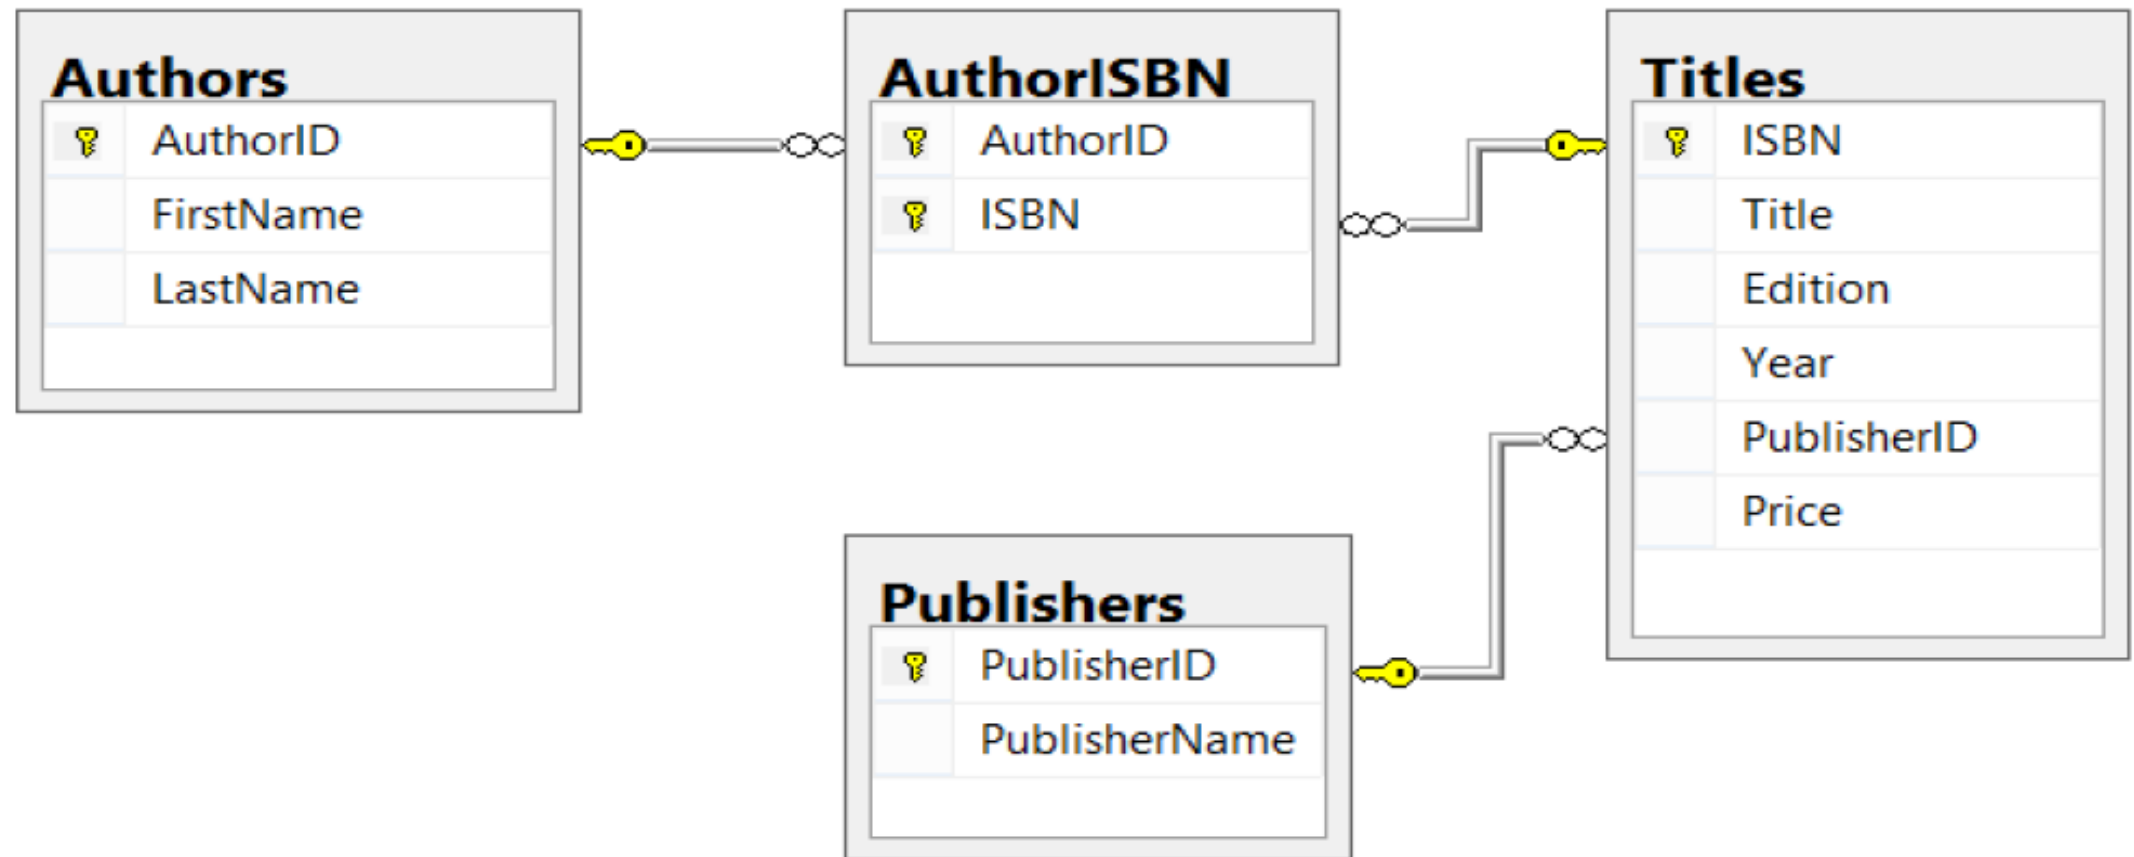 Authors
AuthorID
FirstName
LastName
AuthorISBN
AuthorID
ISBN
Titles
ISBN
Title
Edition
Year
PublisherID
Price
Publishers
PublisherID
PublisherName